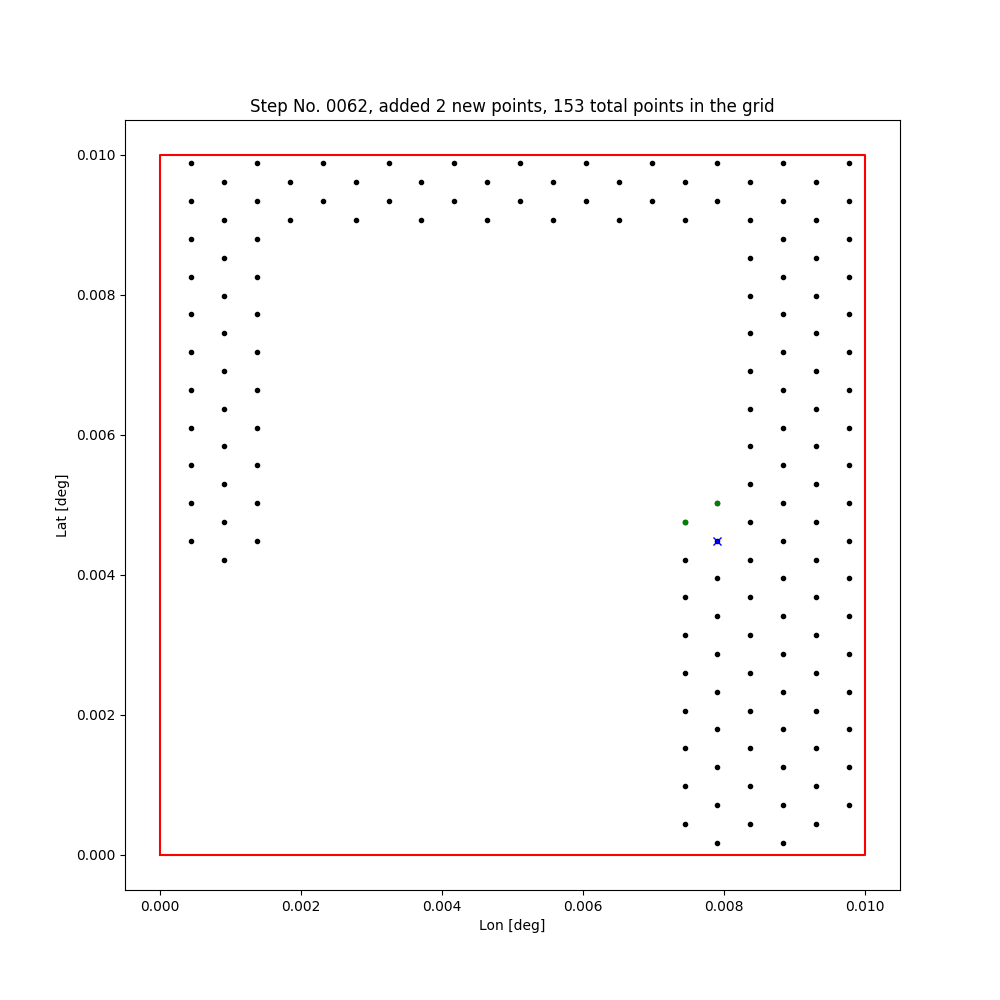 Step No. 0062, added 2 new points, 153 total points in the grid
0.010
0.008
0.006
0.004
0.002
0.000
Lat [deg]
0.000 0.002 0.004 0.006 0.008 0.010
Lon [deg]